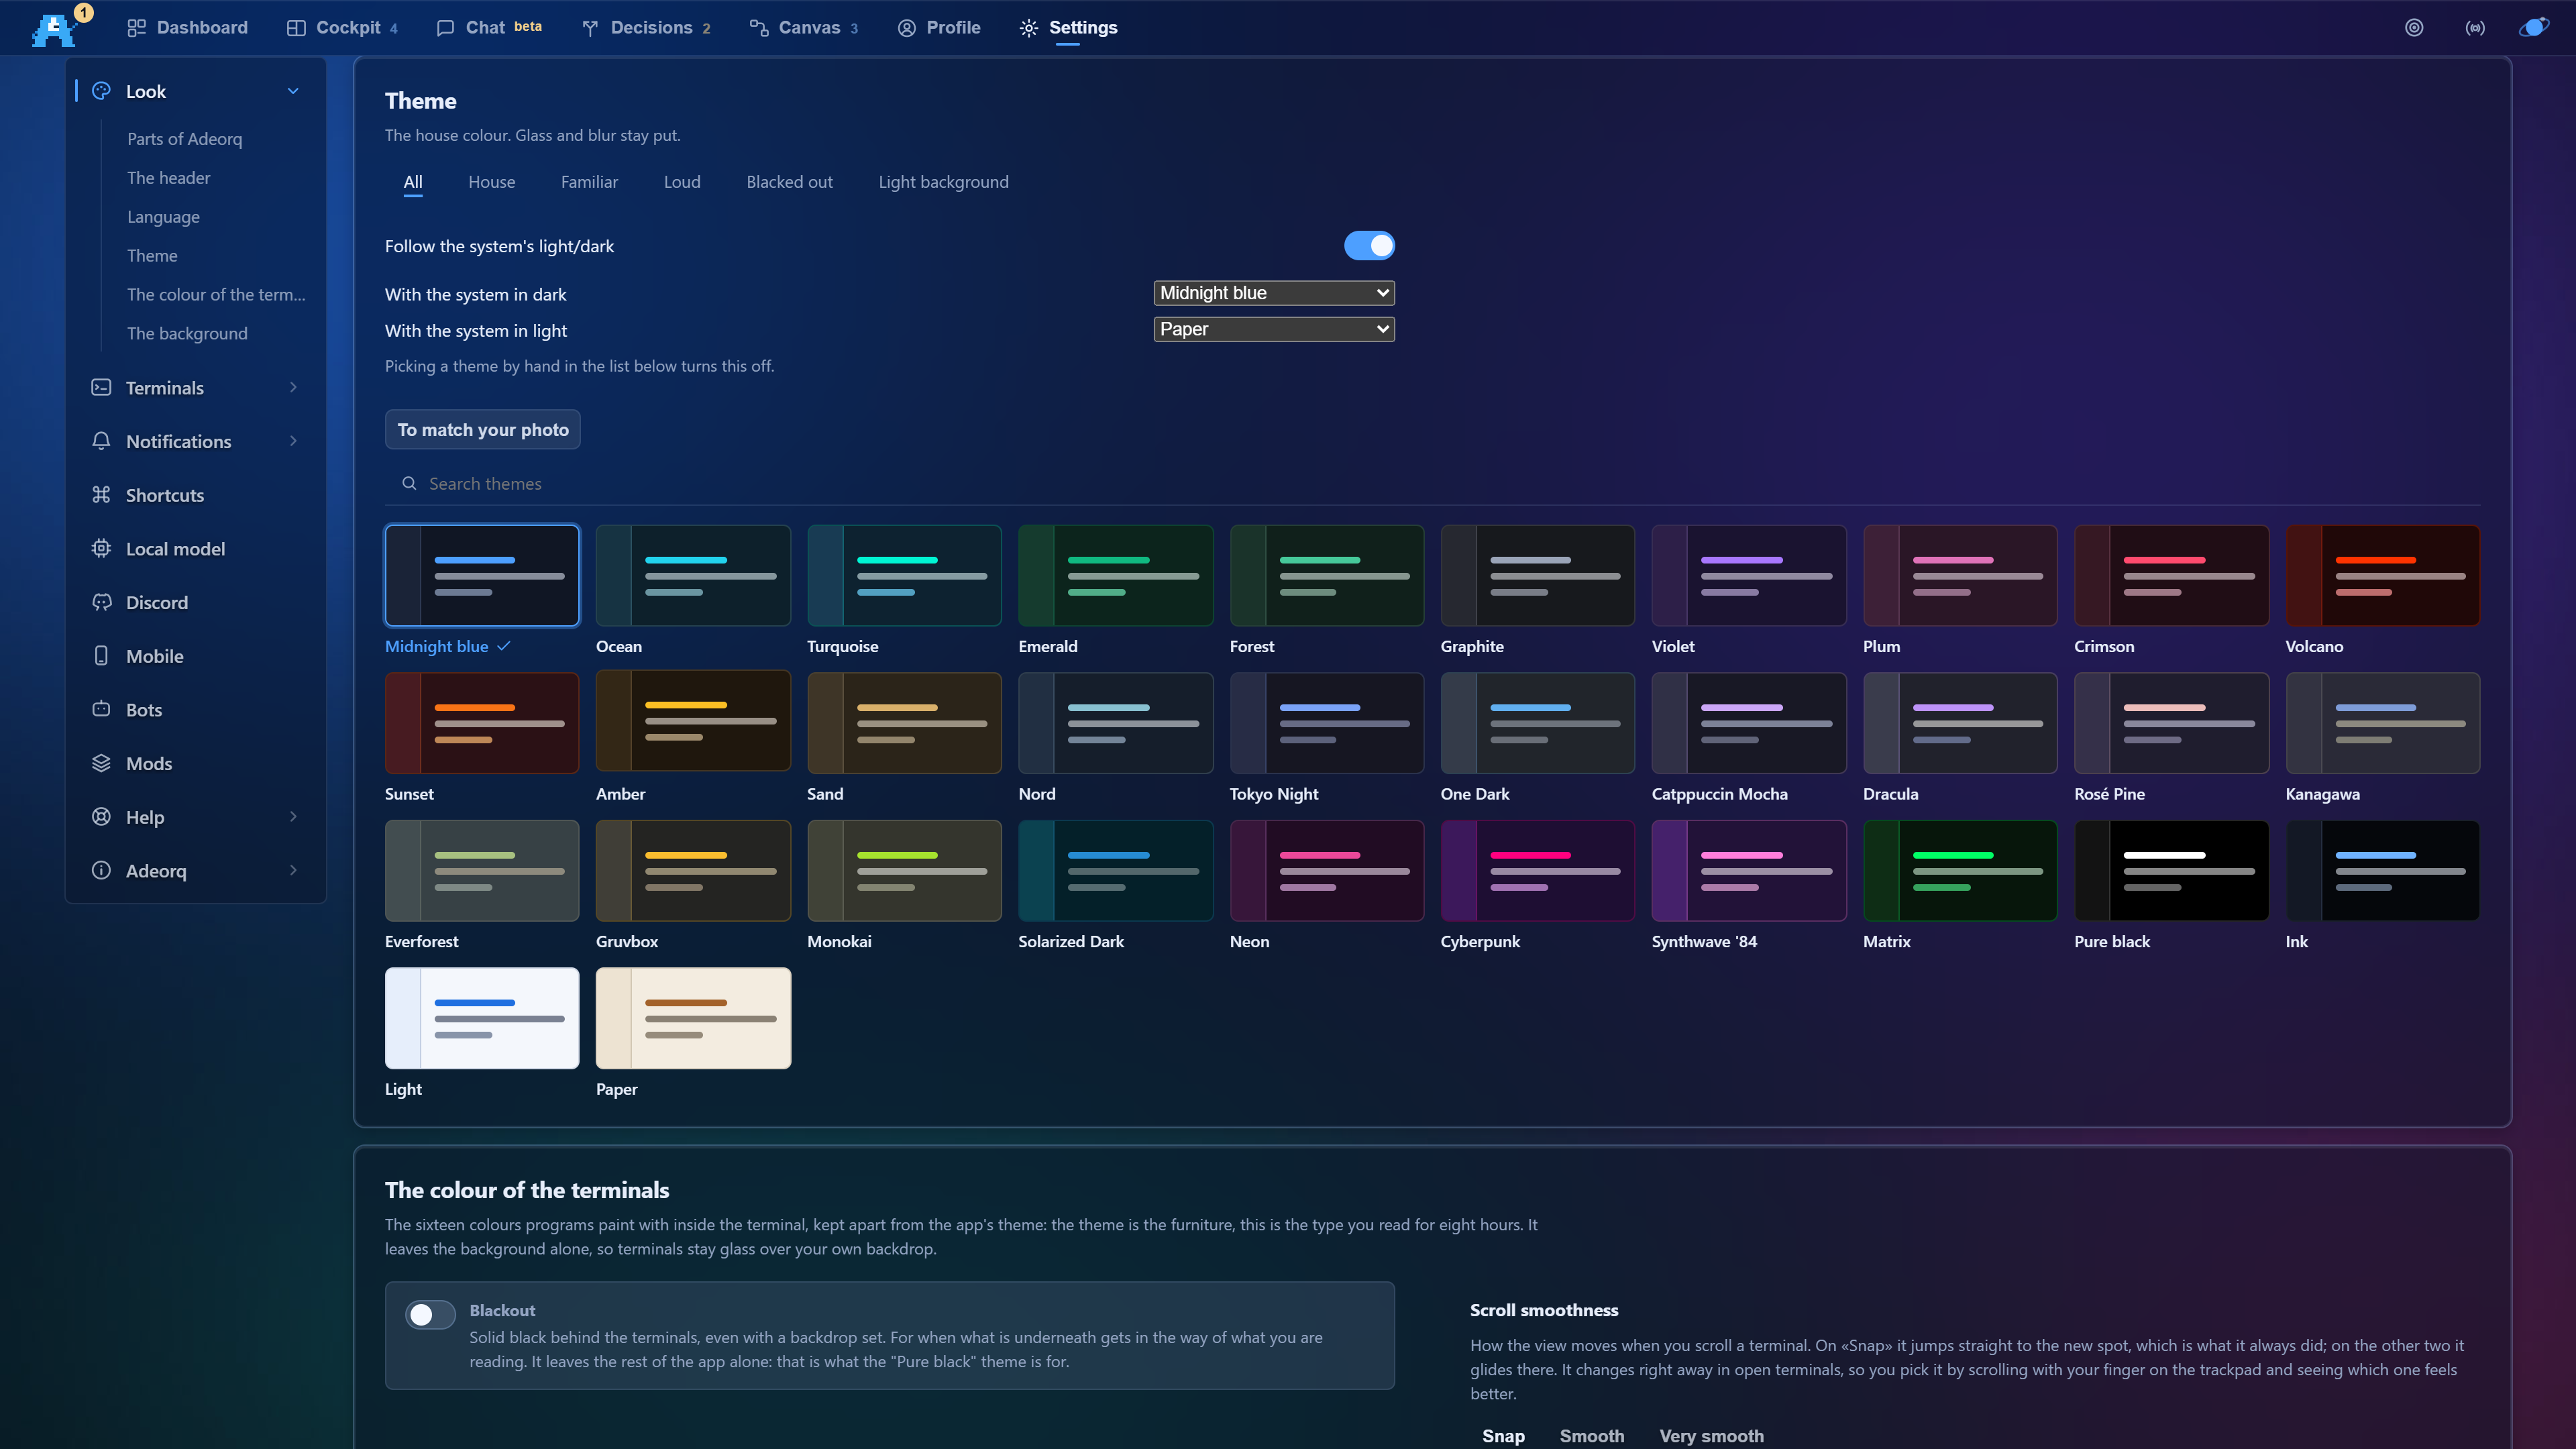 1
Dashboard
Cockpit 4
Chat beta
Decisions 2
Canvas 3
Profile
Settings
Look
Parts of Adeorq
The header
Language
Theme
The colour of the term...
The background
Terminals
Notifications
Shortcuts
Local model
Discord
Mobile
Bots
Mods
Help
Adeorq
Theme
The house colour. Glass and blur stay put.
All
House
Familiar
Loud
Blacked out
Light background
Follow the system's light/dark
With the system in dark
Midnight blue
With the system in light
Paper
Picking a theme by hand in the list below turns this off.
To match your photo
Search themes
Midnight blue
Ocean
Turquoise
Emerald
Forest
Graphite
Violet
Plum
Crimson
Volcano
Sunset
Amber
Sand
Nord
Tokyo Night
One Dark
Catppuccin Mocha
Dracula
Rosé Pine
Kanagawa
Everforest
Gruvbox
Monokai
Solarized Dark
Neon
Cyberpunk
Synthwave '84
Matrix
Pure black
Ink
Light
Paper
The colour of the terminals
The sixteen colours programs paint with inside the terminal, kept apart from the app's theme: the theme is the furniture, this is the type you read for eight hours. It
leaves the background alone, so terminals stay glass over your own backdrop.
Blackout
Solid black behind the terminals, even with a backdrop set. For when what is underneath gets in the way of what you are
reading. It leaves the rest of the app alone: that is what the "Pure black" theme is for.
Scroll smoothness
How the view moves when you scroll a terminal. On «Snap» it jumps straight to the new spot, which is what it always did; on the other two it
glides there. It changes right away in open terminals, so you pick it by scrolling with your finger on the trackpad and seeing which one feels
better.
Snap
Smooth
Very smooth